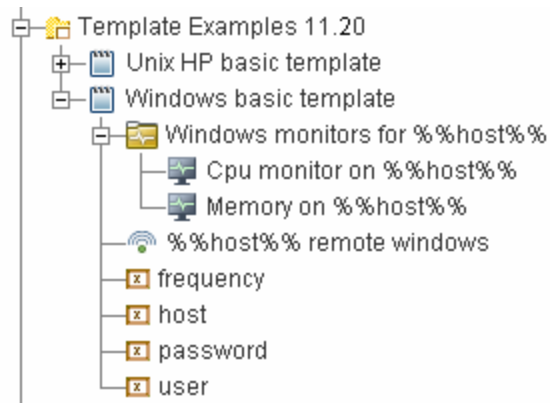 Template Examples 11.20
Unix HP basic template
Windows basic template
Windows monitors for %%host%%
Cpu monitor on %%host%%
Memory on %%host%%
%%host%% remote windows
frequency
host
password
user